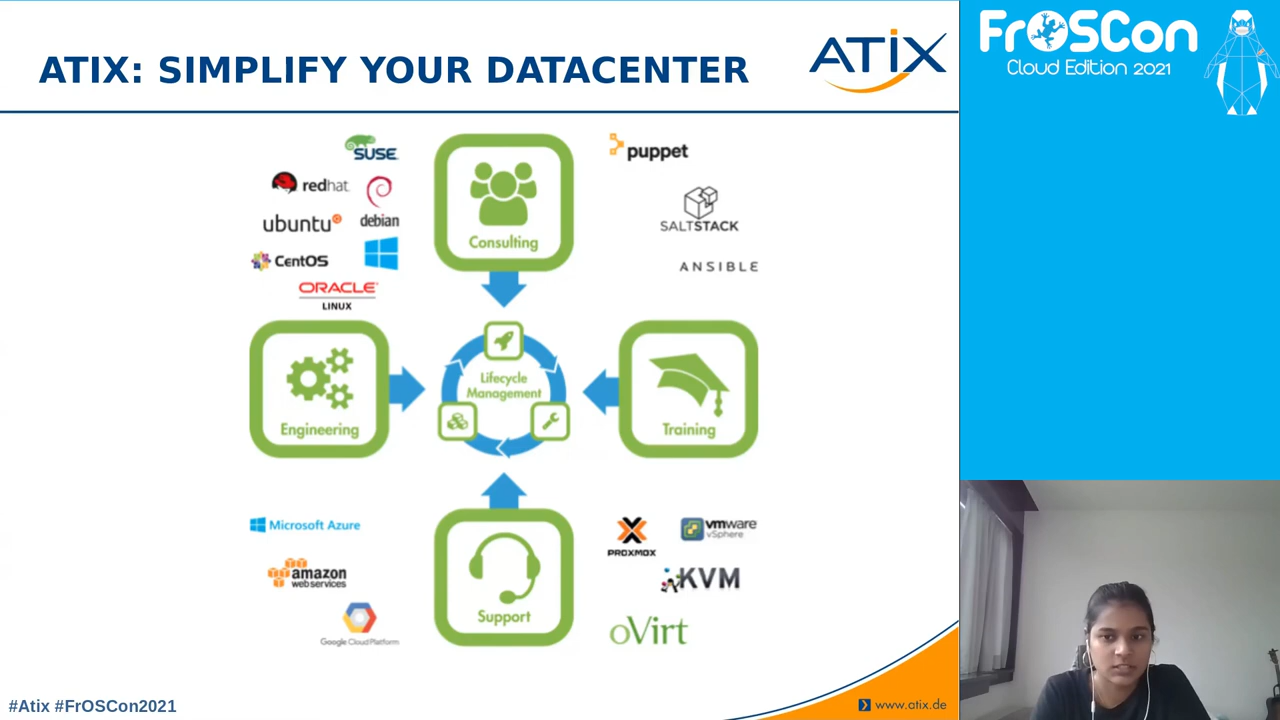 ATIX: SIMPLIFY YOUR DATACENTER
ATIX
FrOSCon
Cloud Edition 2021
SUSE
redhat
ubuntu
debian
CentOS
ORACLE
LINUX
Consulting
puppet
SALTSTACK
ANSIBLE
Engineering
Lifecycle
Management
Training
Microsoft Azure
amazon
webservices
Google Cloud Platform
Support
PROXMOX
vmware
vSphere
KVM
oVirt
#Atix #FrOSCon2021
www.atix.de